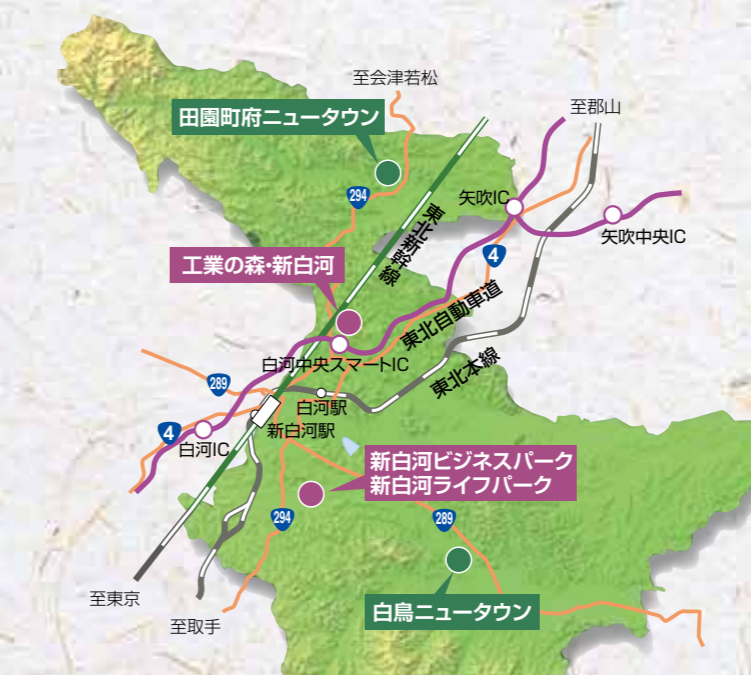 至会津若松
田園町府ニュータウン
至郡山
294
矢吹IC
矢吹中央IC
東北新幹線
4
工業の森・新白河
東北自動車道
白河中央スマートIC
東北本線
289
白河駅
新白河駅
4
白河IC
新白河ビジネスパーク
新白河ライフパーク
294
289
至東京
白鳥ニュータウン
至取手